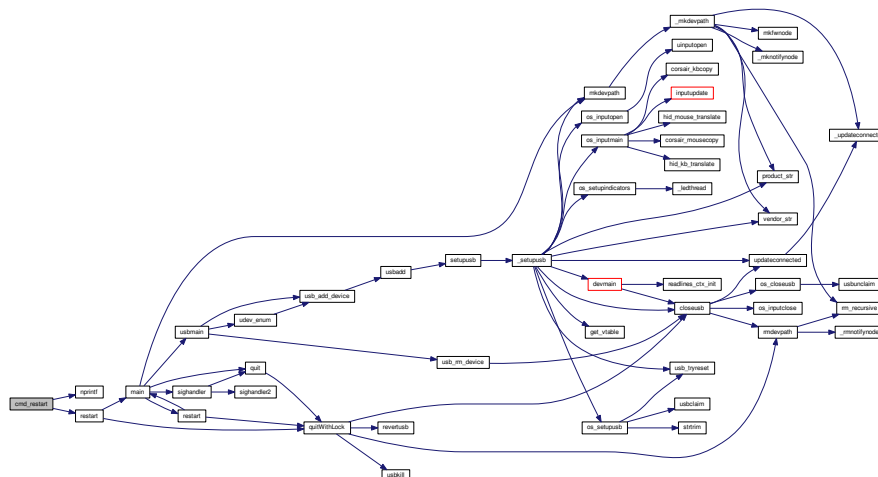 _mkdevpath
mkhwnode
uinputopen
_mknotifynode
corsair_kbcopy
mkdevpath
inputupdate
os_inputopen
hid_mouse_translate
_updateconnect
os_inputmain
corsair_mousecopy
hid_kb_translate
product_str
os_setupindicators
_ledthread
vendor_str
setupusb
_setupusb
updateconnected
usbadd
devmain
readlines_ctx_init
os_closeusb
usbunclaim
usb_add_device
closeusb
os_inputclose
rm_recursive
udev_enum
usbmain
get_vtable
rmdevpath
_rmnotifynode
usb_rm_device
quit
usb_tryreset
nprintf
main
sighandler
sighandler2
cmd_restart
usbclaim
restart
restart
quitWithLock
revertusb
os_setupusb
strtrim
usbkill